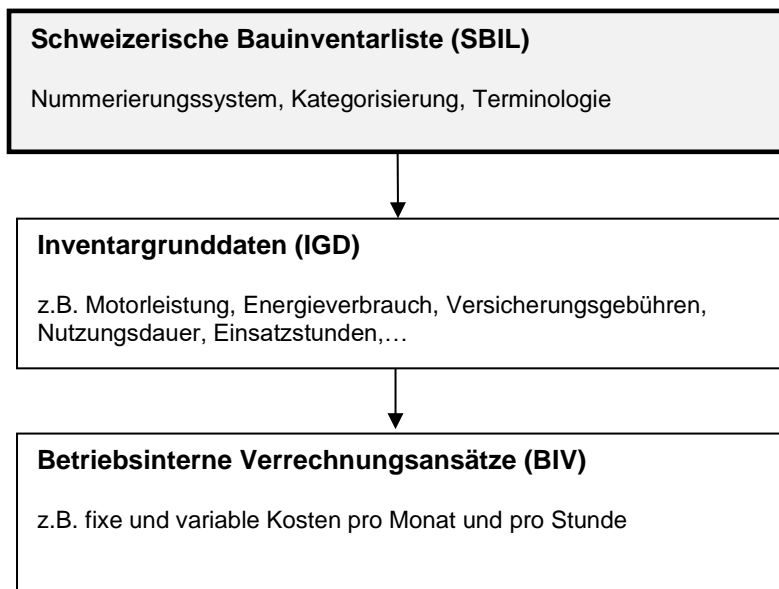 Schweizerische Bauinventarliste (SBIL)
Nummerierungssystem, Kategorisierung, Terminologie
Inventargrunddaten (IGD)
z.B. Motorleistung, Energieverbrauch, Versicherungsgebühren,
Nutzungsdauer, Einsatzstunden,…
Betriebsinterne Verrechnungsansätze (BIV)
z.B. fixe und variable Kosten pro Monat und pro Stunde